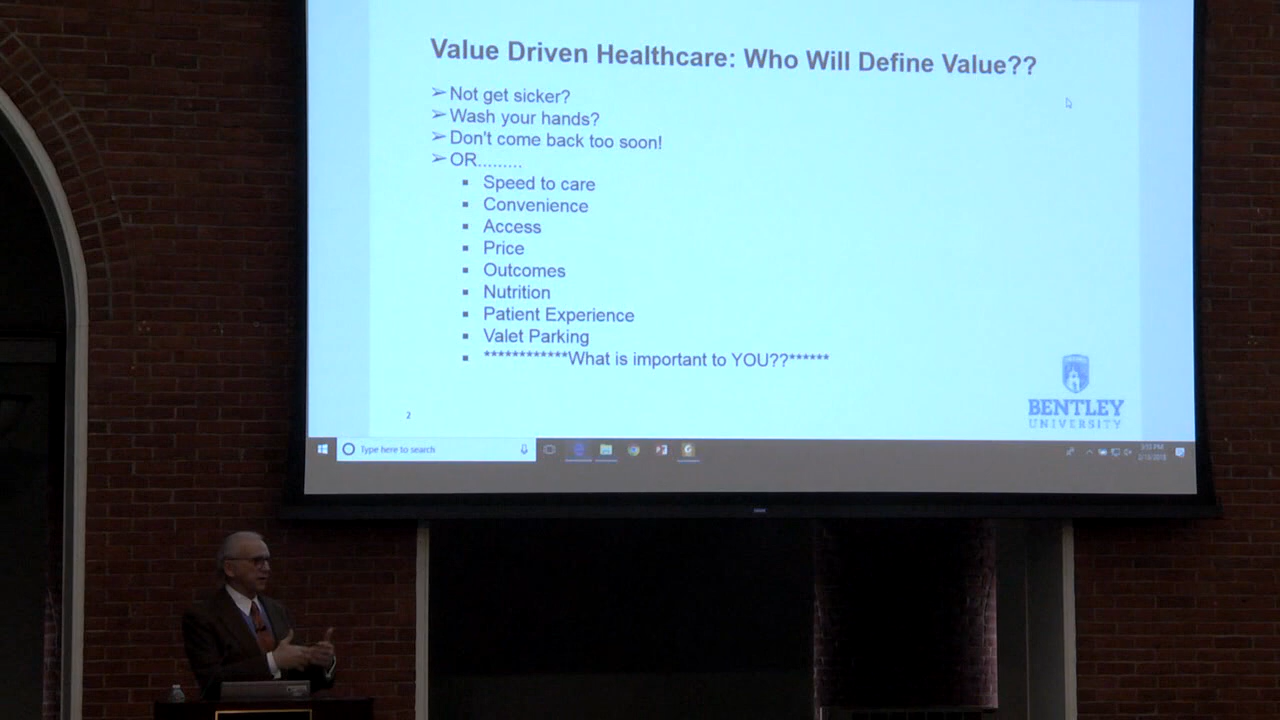 Value Driven Healthcare: Who Will Define Value??
➢Not get sicker?
➢Wash your hands?
➢Don't come back too soon!
➢OR.........
▪ Speed to care
▪ Convenience
▪ Access
▪ Price
▪ Outcomes
▪ Nutrition
▪ Patient Experience
▪ Valet Parking
▪ ************What is important to YOU??******
2
BENTLEY
UNIVERSITY
Type here to search